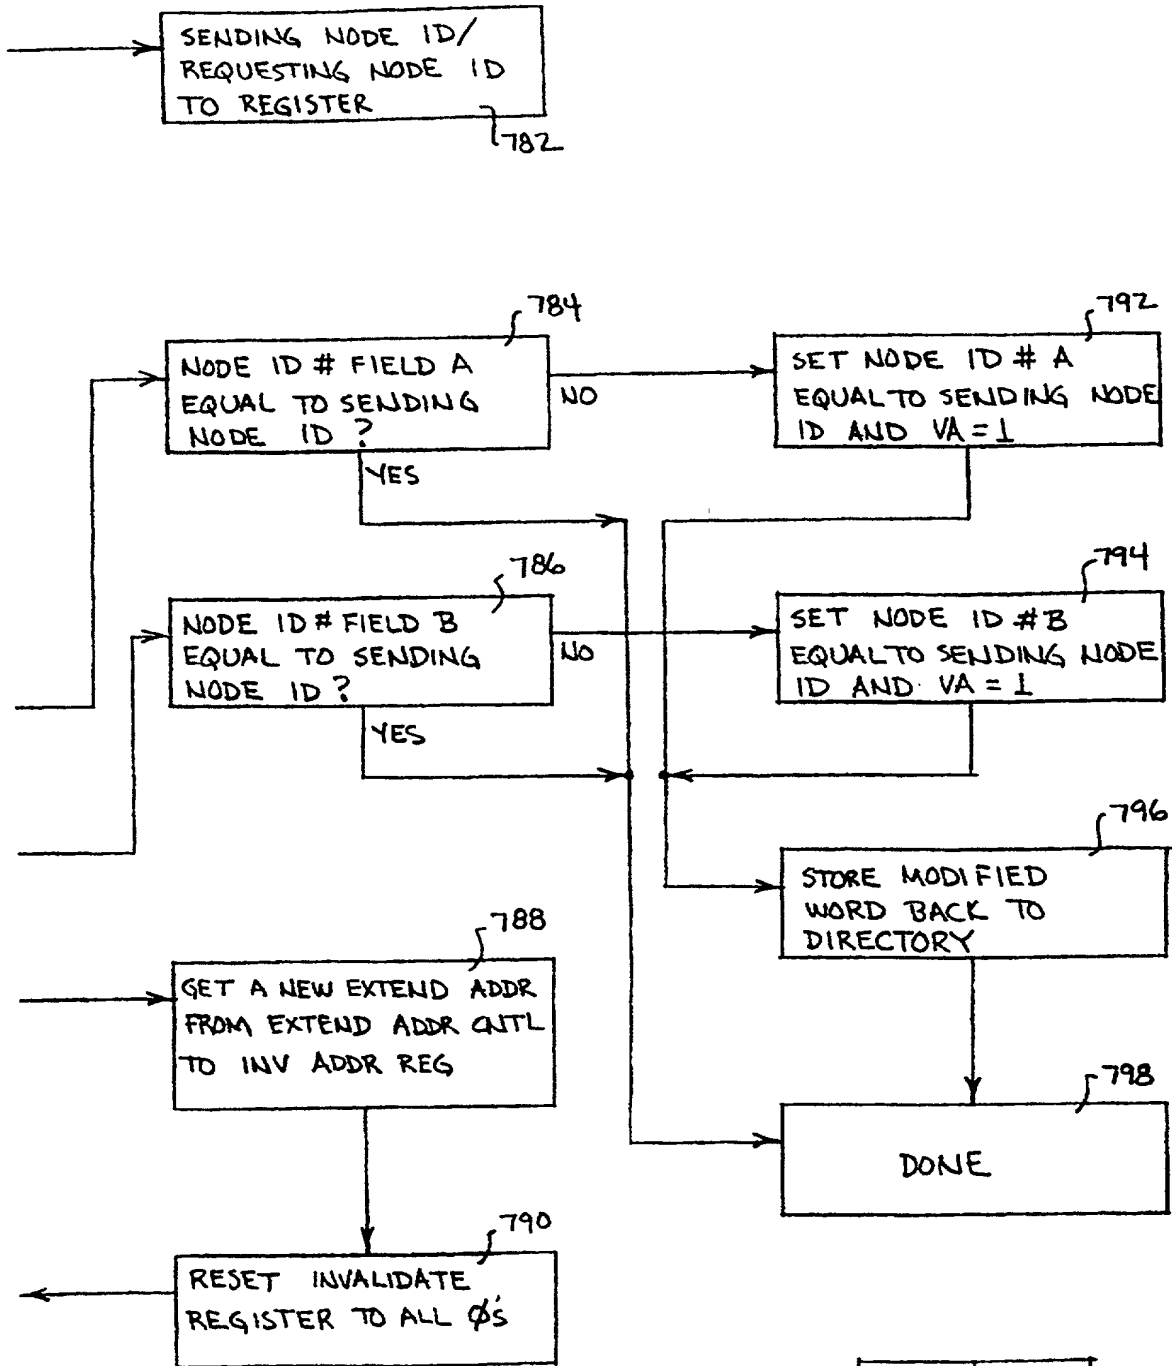 SENDING NODE ID/
REQUESTING NODE ID
TO REGISTER
782
784
NODE ID # FIELD A
EQUAL TO SENDING
NODE ID ?
NO
YES
792
SET NODE ID # A
EQUAL TO SENDING NODE
ID AND VA = 1
786
NODE ID # FIELD B
EQUAL TO SENDING
NODE ID ?
NO
YES
794
SET NODE ID # B
EQUAL TO SENDING NODE
ID AND VA = 1
796
STORE MODIFIED
WORD BACK TO
DIRECTORY
788
GET A NEW EXTEND ADDR
FROM EXTEND ADDR CNTL
TO INV ADDR REG
798
DONE
790
RESET INVALIDATE
REGISTER TO ALL Ø's